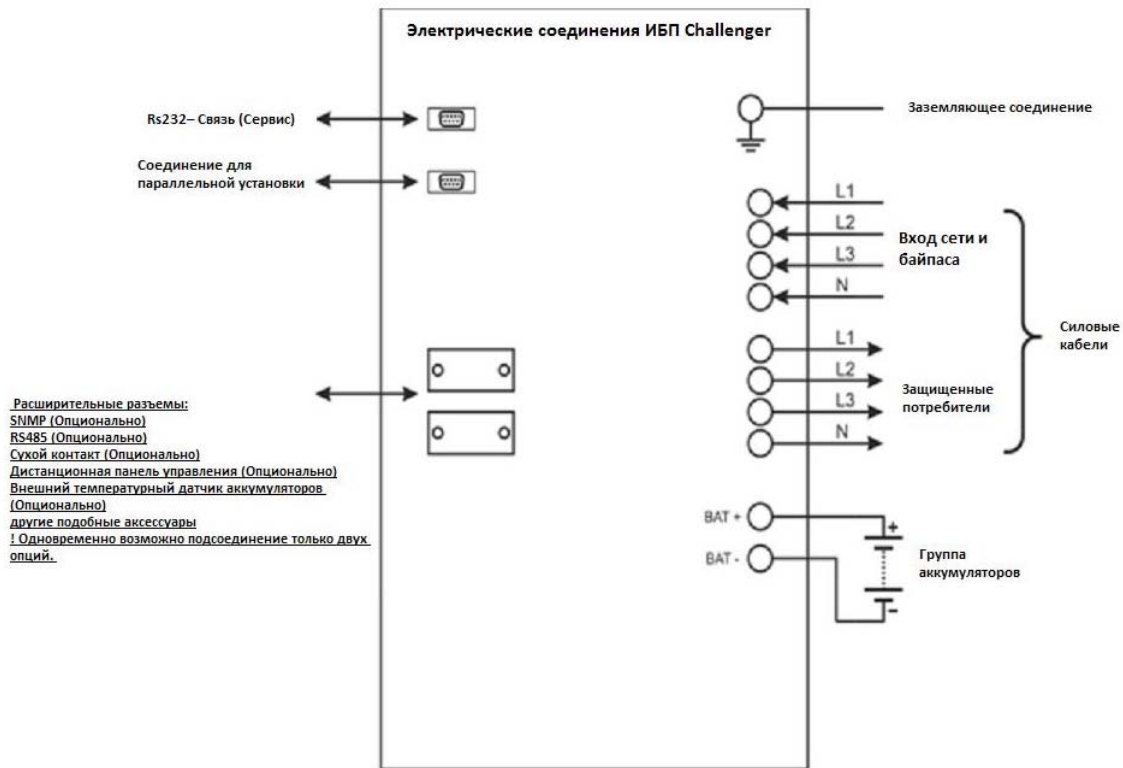 Электрические соединения ИБП Challenger
Rs232– Связь (Сервис)
Соединение для
параллельной установки
Расширительные разъемы:
SNMP (Опционально)
RS485 (Опционально)
Сухой контакт (Опционально)
Дистанционная панель управления (Опционально)
Внешний температурный датчик аккумуляторов
(Опционально)
другие подобные аксессуары
! Одновременно возможно подсоединение только двух
опций.
Заземляющее соединение
L1
L2
L3
N
Вход сети и
байпаса
L1
L2
L3
N
Защищенные
потребители
Силовые
кабели
BAT +
BAT -
+
-
Группа
аккумуляторов